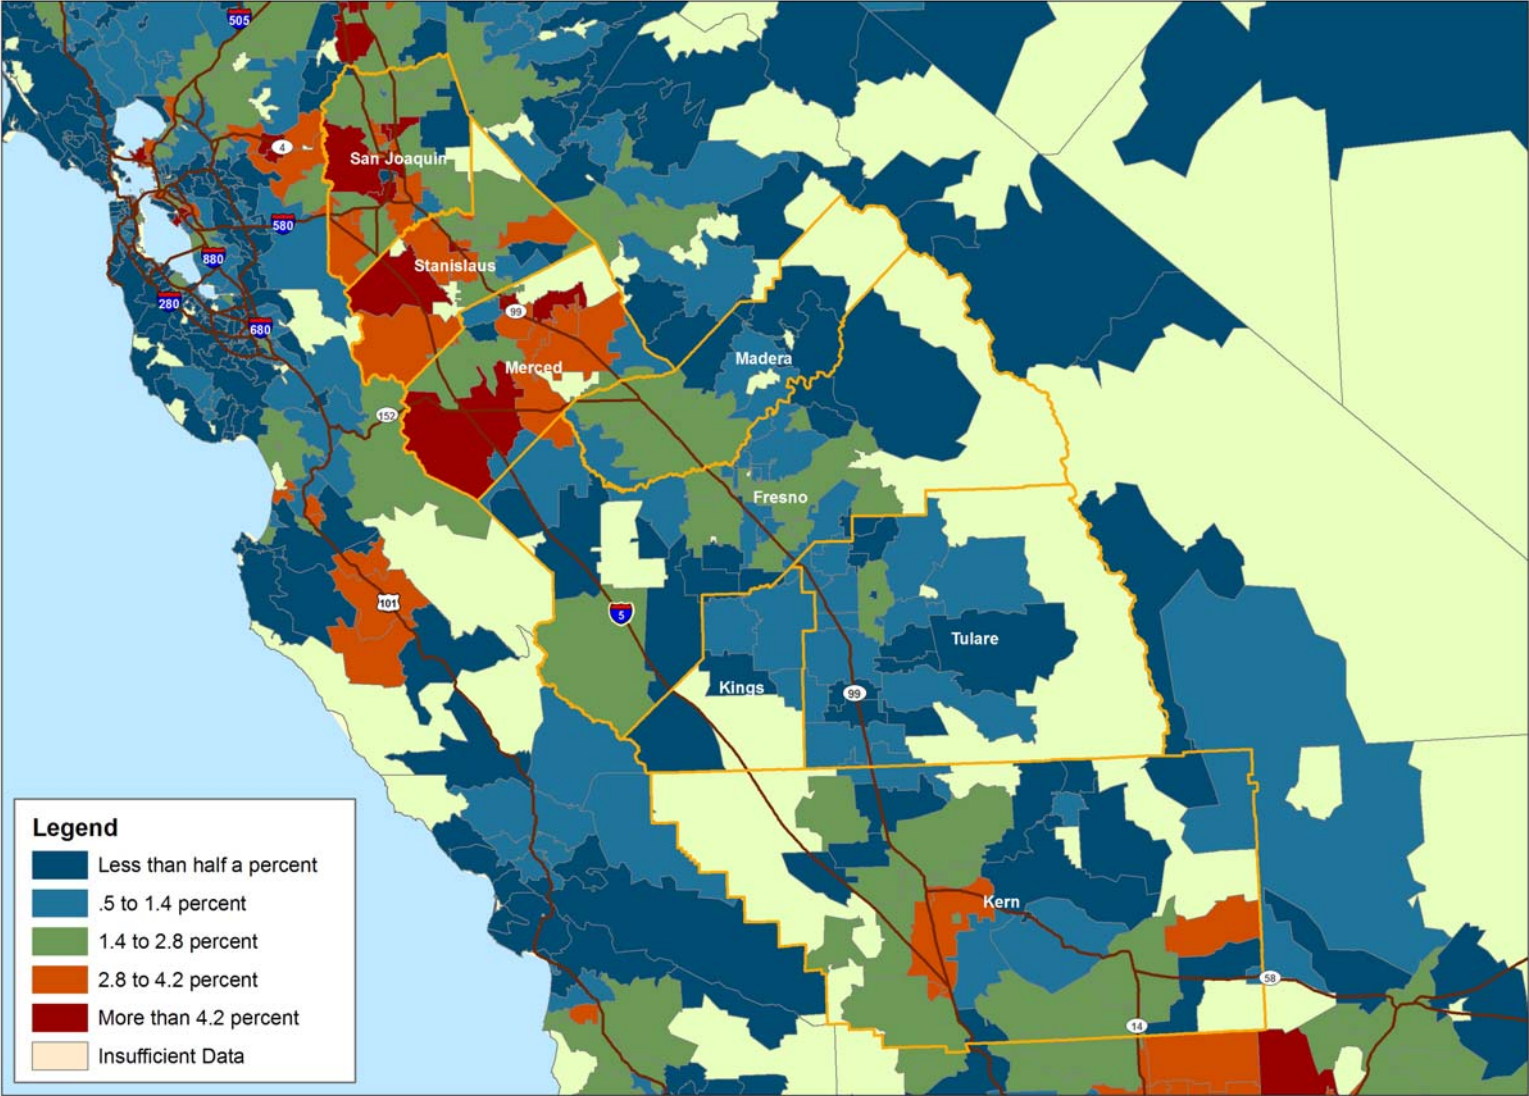 505
4
San Joaquin
580
880
Stanislaus
280
99
680
Madera
Merced
152
Fresno
101
5
Tulare
Kings
99
Legend
Less than half a percent
.5 to 1.4 percent
1.4 to 2.8 percent
2.8 to 4.2 percent
More than 4.2 percent
Insufficient Data
Kern
58
14